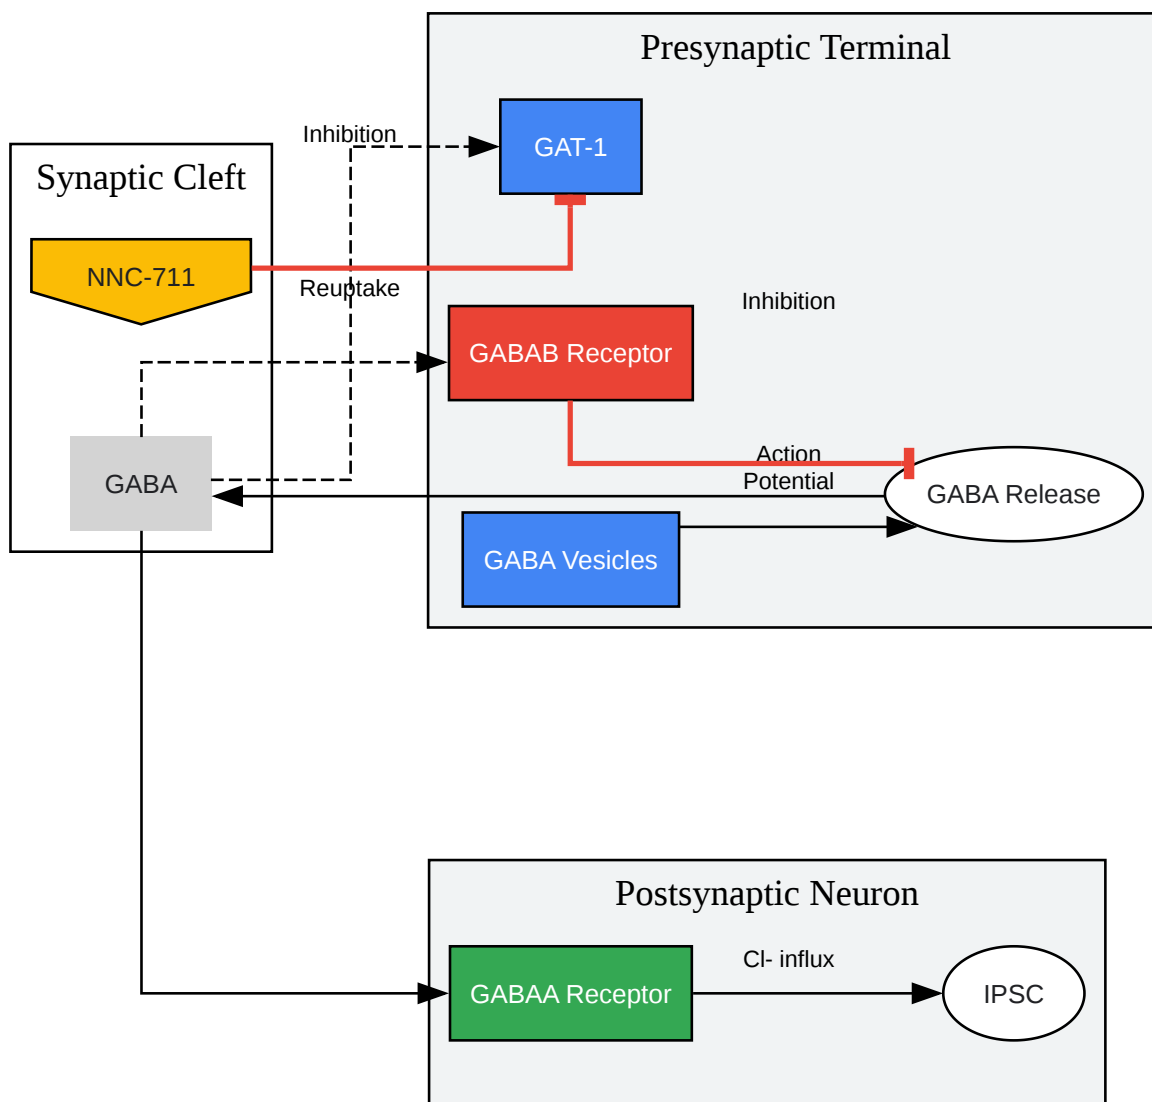 Presynaptic Terminal
Inhibition
GAT-1
Synaptic Cleft
NNC-711
Reuptake
Inhibition
GABAB Receptor
Action
Potential
GABA
GABA Release
GABA Vesicles
Postsynaptic Neuron
Cl- influx
GABAA Receptor
IPSC